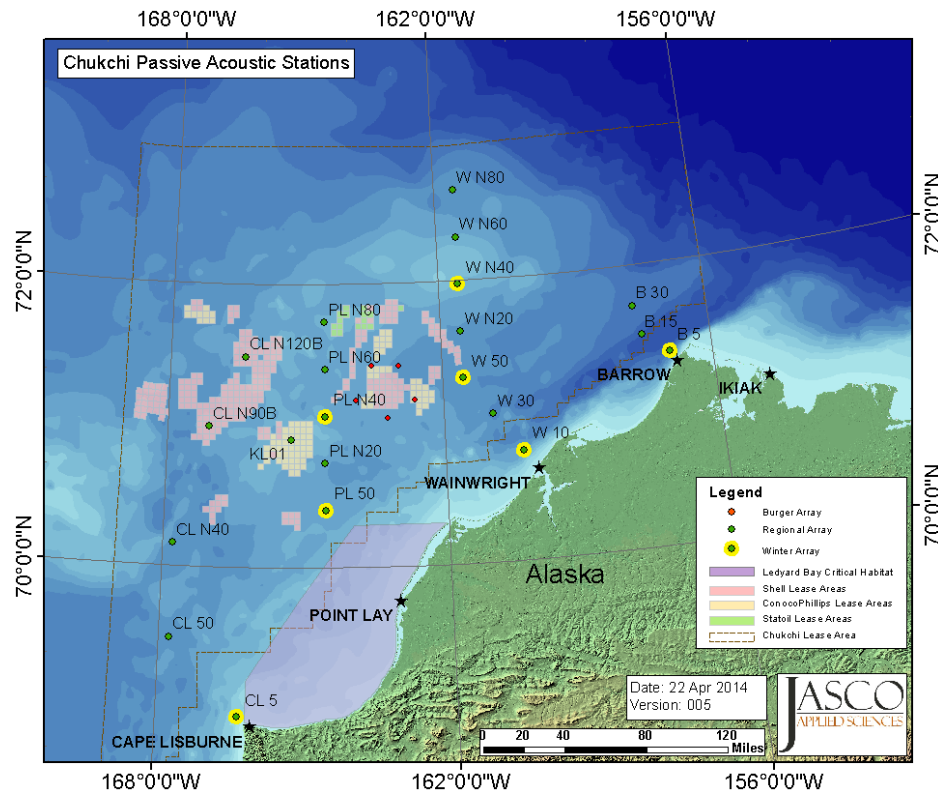 168°0'0"W
162°0'0"W
156°0'0"W
Chukchi Passive Acoustic Stations
W N80
W N60
72°0'0"N
W N40
72°0'0"N
B 30
PL N80
W N20
B 15
B 5
CL N120B
PL N60
W 50
BARROW
IKIAK
PL N40
CL N90B
W 30
KL01
PL N20
W 10
WAINWRIGHT
PL 50
Legend
Burger Array
Regional Array
Winter Array
Ledyard Bay Critical Habitat
Shell Lease Areas
ConocoPhillips Lease Areas
Statoil Lease Areas
Chukchi Lease Area
70°0'0"N
CL N40
70°0'0"N
Alaska
POINT LAY
CL 50
CL 5
CAPE LISBURNE
Date: 22 Apr 2014
Version: 005
JASCO
APPLIED SCIENCES
0 20 40 80 120
Miles
168°0'0"W
162°0'0"W
156°0'0"W